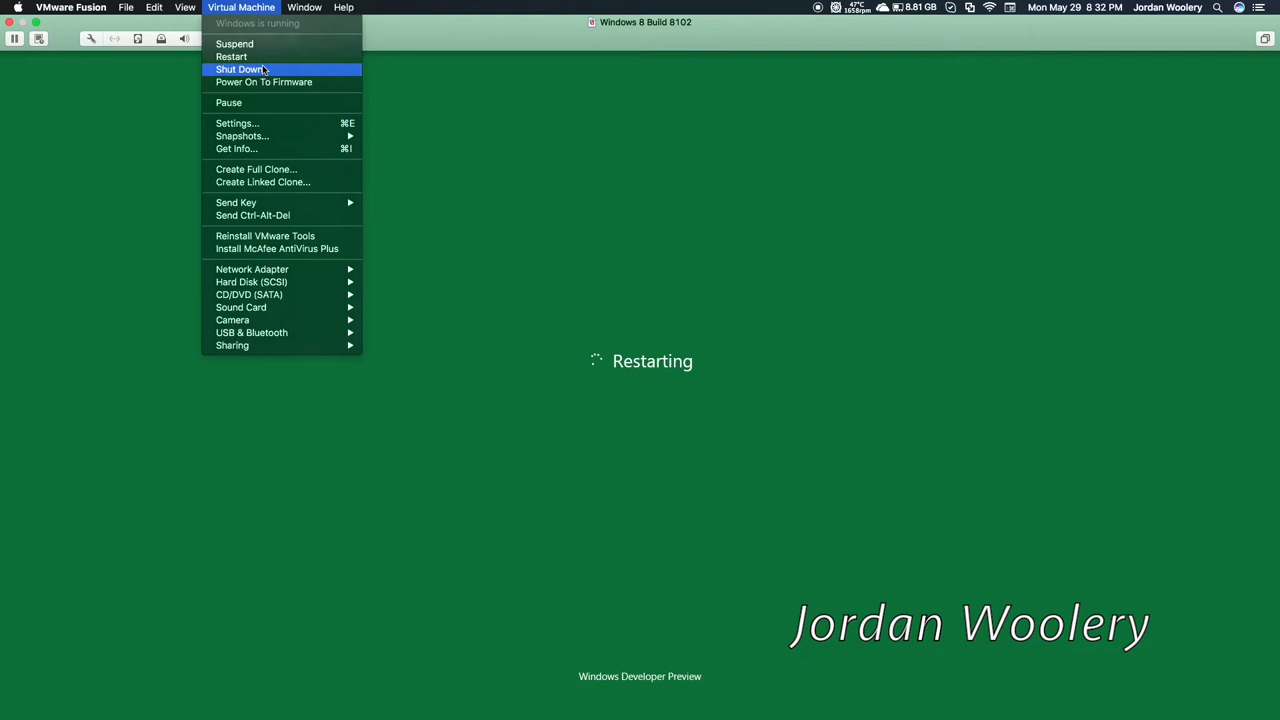 VMware Fusion File Edit View Virtual Machine Window Help 47°C 1658rpm 8.81 GB Mon May 29 8:32 PM Jordan Woolery
Windows 8 Build 8102
Windows is running
Suspend
Restart
Shut Down
Power On To Firmware
Pause
Settings... ⌘E
Snapshots...
Get Info... ⌘I
Create Full Clone...
Create Linked Clone...
Send Key
Send Ctrl-Alt-Del
Reinstall VMware Tools
Install McAfee AntiVirus Plus
Network Adapter
Hard Disk (SCSI)
CD/DVD (SATA)
Sound Card
Camera
USB & Bluetooth
Sharing
Restarting
Jordan Woolery
Windows Developer Preview